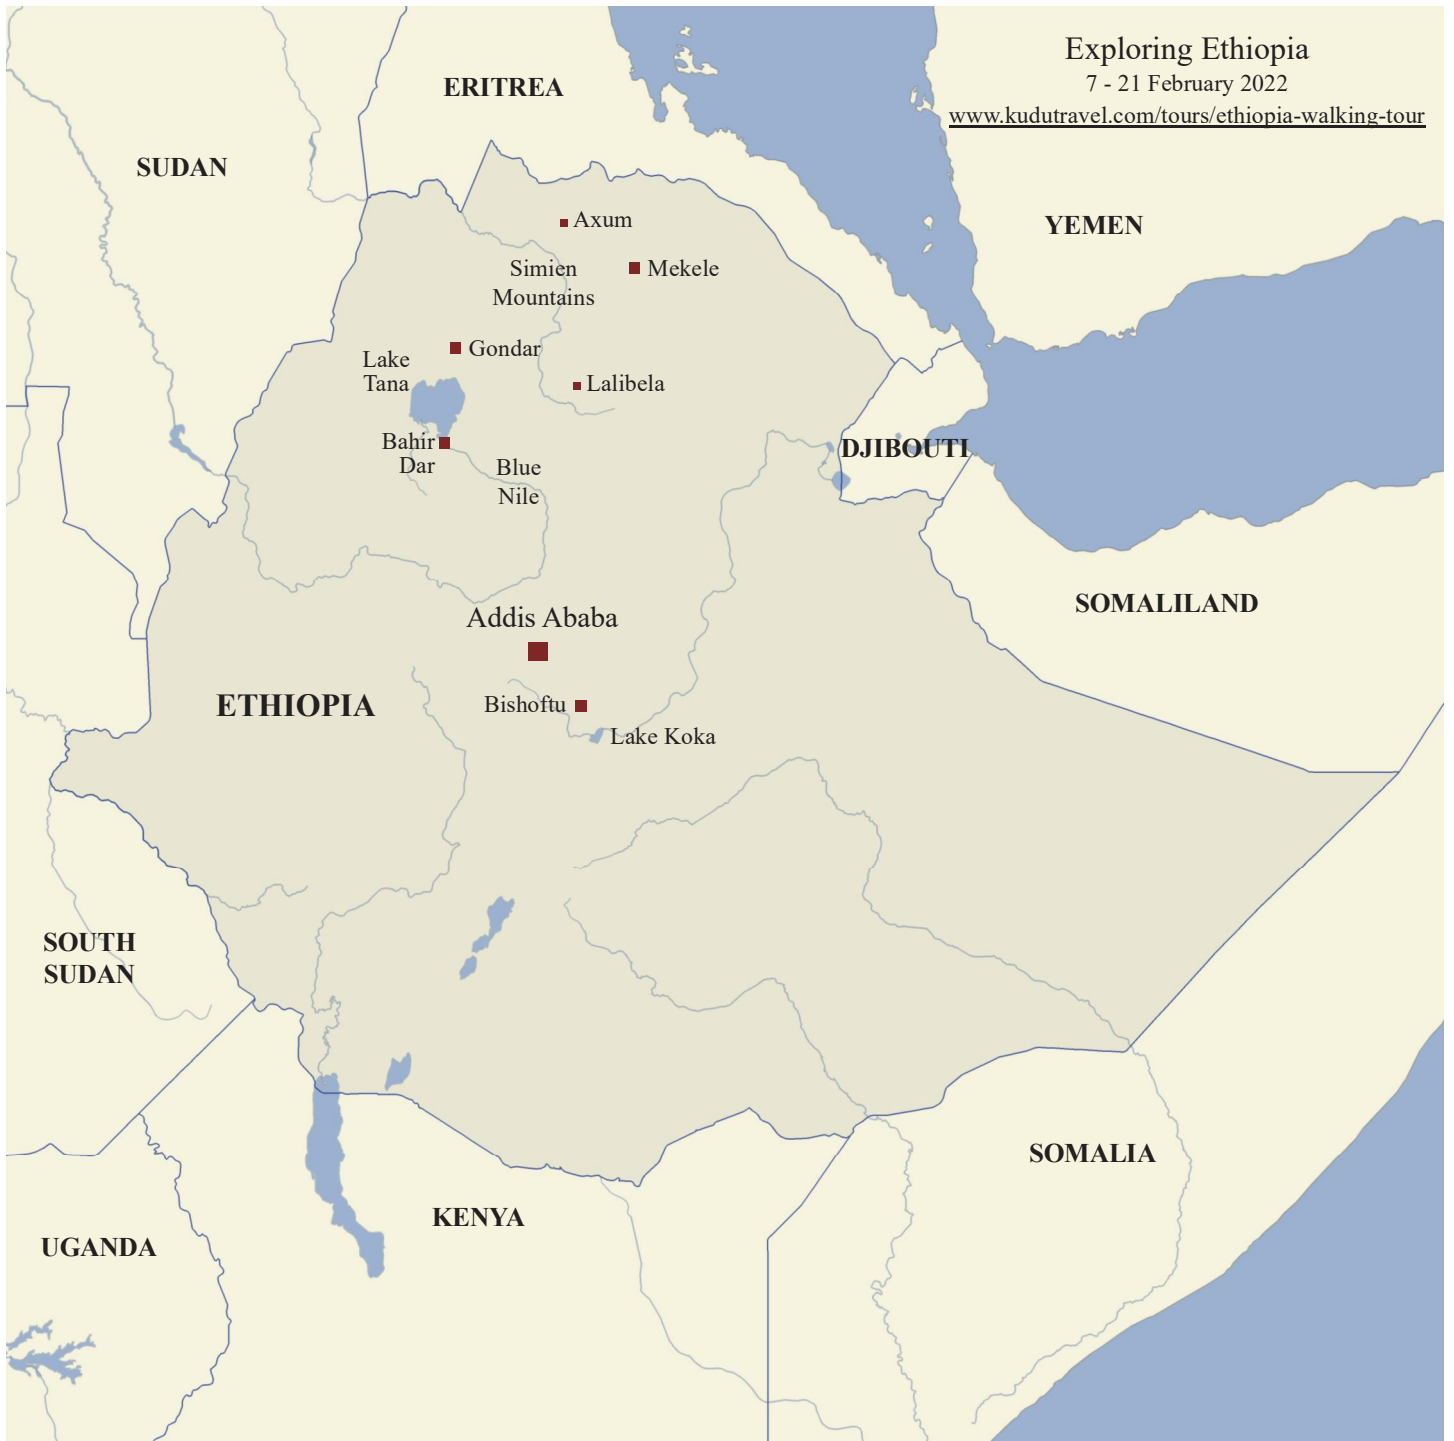 Exploring Ethiopia
7 - 21 February 2022
www.kudutravel.com/tours/ethiopia-walking-tour
ERITREA
SUDAN
YEMEN
Axum
Simien
Mountains
Mekele
Gondar
Lake
Tana
Lalibela
Bahir
Dar
DJIBOUTI
Blue
Nile
SOMALILAND
Addis Ababa
ETHIOPIA
Bishoftu
Lake Koka
SOUTH
SUDAN
SOMALIA
KENYA
UGANDA